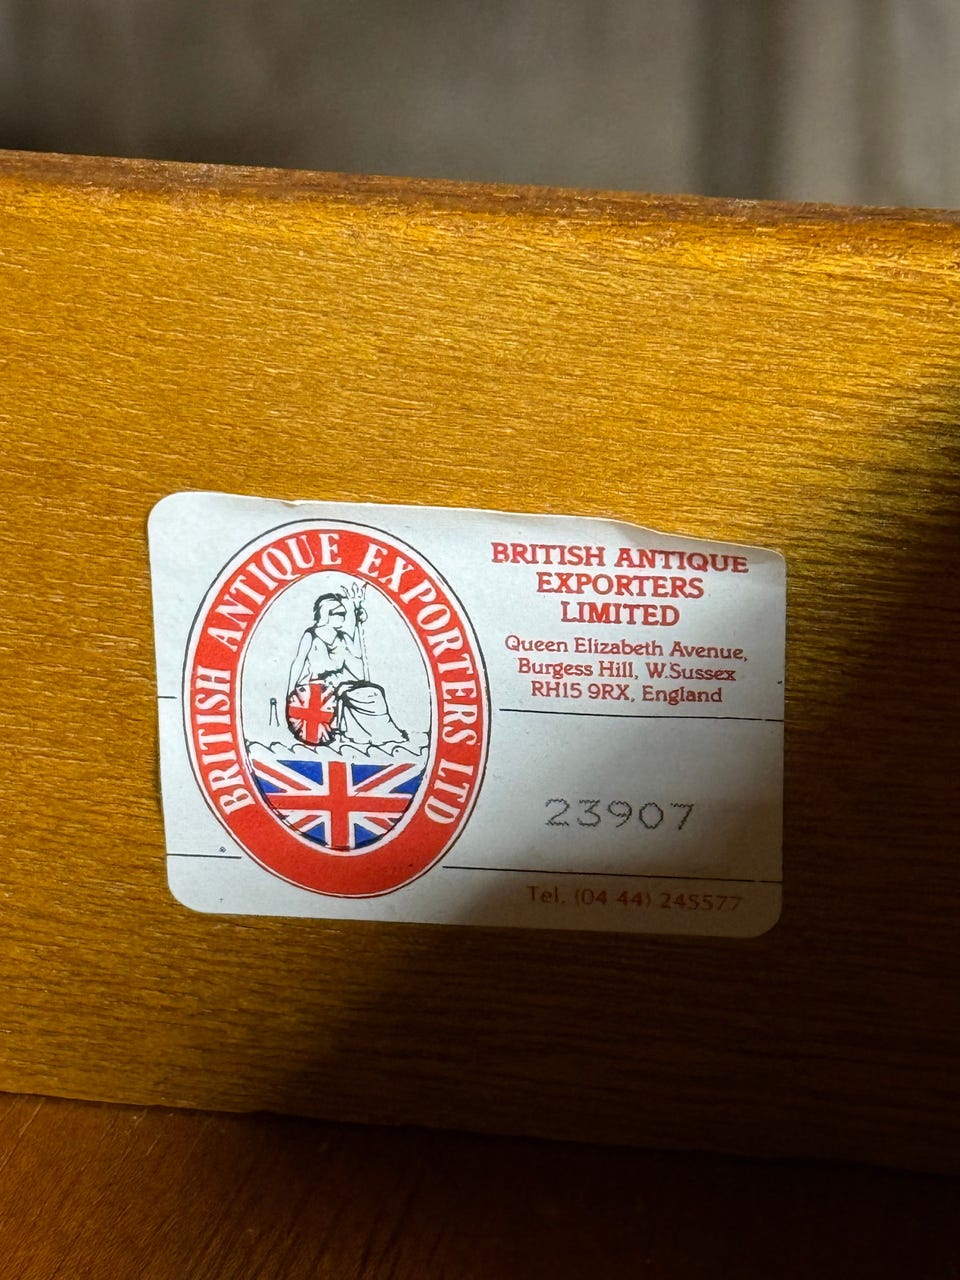 BRITISH ANTIQUE EXPORTERS LTD
BRITISH ANTIQUE
EXPORTERS
LIMITED
Queen Elizabeth Avenue,
Burgess Hill, W.Sussex
RH15 9RX, England
23907
Tel. (04 44) 245577